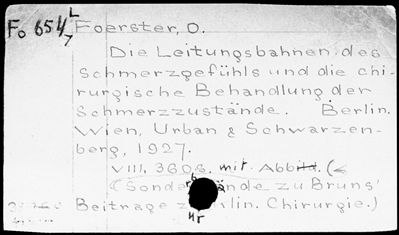 Fo 654/7 L Foerster, O.
Die Leitungsbahnen des
Schmerzgefühls und die chi-
rurgische Behandlung der
Schmerzzustände. Berlin.
Wien, Urban & Schwarzen-
berg, 1927.
VIII, 360 S. mit Abbild. (
(Sonderbände zu Bruns'
Beiträge z klin. Chirurgie.)